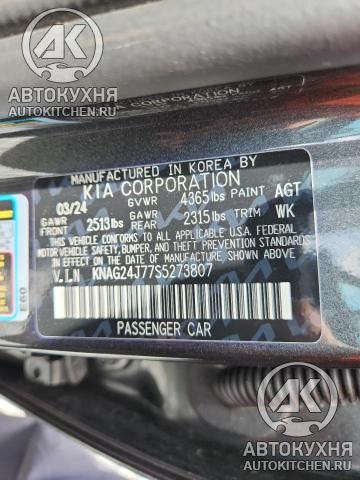 АК
АВТОКУХНЯ
AUTOKITCHEN.RU
CORPORATION
MANUFACTURED IN KOREA BY
KIA CORPORATION
03/24 GVWR 4365 lbs PAINT AGT
GAWR FRONT 2513 lbs GAWR REAR 2315 lbs TRIM WK
THIS VEHICLE CONFORMS TO ALL APPLICABLE U.S.A. FEDERAL
MOTOR VEHICLE SAFETY, BUMPER, AND THEFT PREVENTION STANDARDS
IN EFFECT ON THE DATE OF MANUFACTURE SHOWN ABOVE.
V.I.N KNAG24J77S5273807
PASSENGER CAR
E60
АК
АВТОКУХНЯ
AUTOKITCHEN.RU